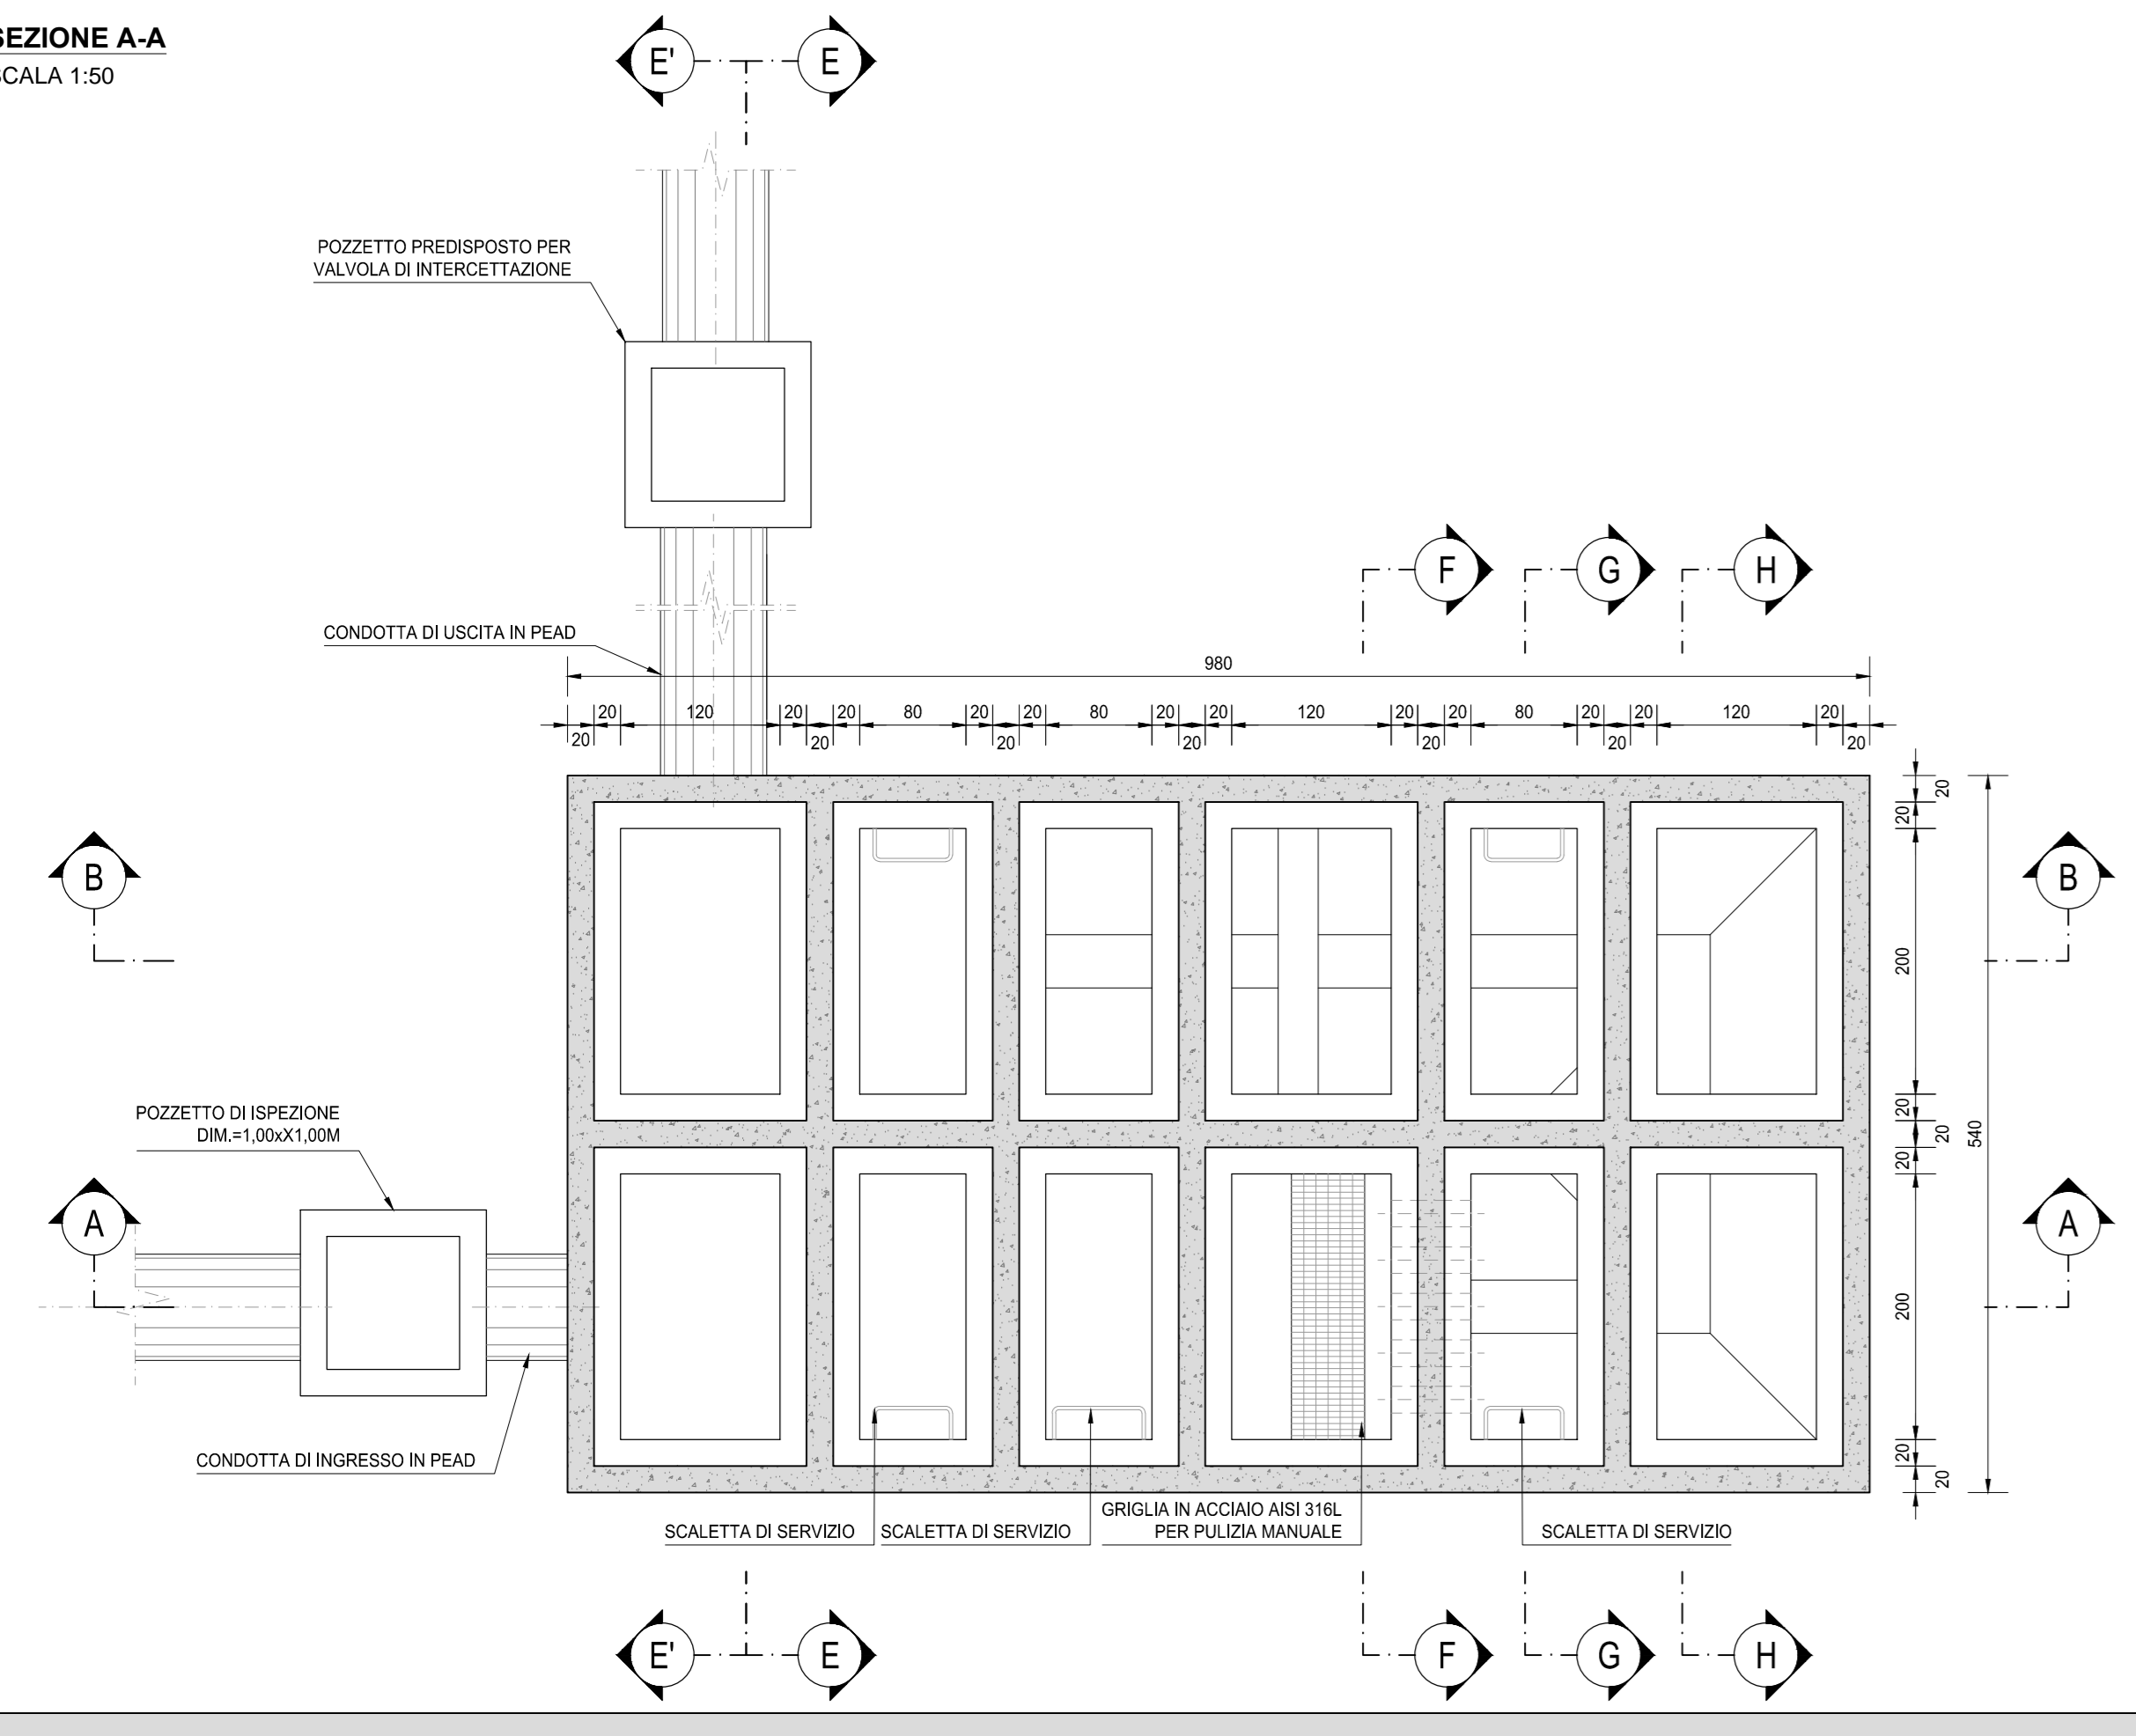 SEZIONE A-A
SCALA 1:50
E' E
POZZETTO PREDISPOSTO PER
VALVOLA DI INTERCETTAZIONE
F G H
CONDOTTA DI USCITA IN PEAD
980
20 120 20 20 80 20 20 80 20 20 120 20 20 80 20 20 120 20
20 20 20 20 20 20 20
20
20
B B
200
POZZETTO DI ISPEZIONE
DIM.=1,00xX1,00M
20
20
540
20
A A
200
CONDOTTA DI INGRESSO IN PEAD
20
20
GRIGLIA IN ACCIAIO AISI 316L
PER PULIZIA MANUALE
SCALETTA DI SERVIZIO SCALETTA DI SERVIZIO SCALETTA DI SERVIZIO
E' E F G H